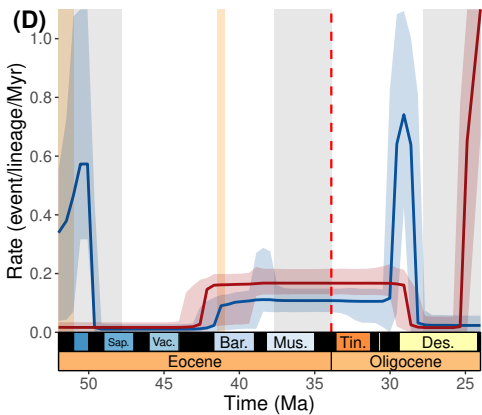 (D)
Rate (event/lineage/Myr)
1.0
0.8
0.6
0.4
0.2
0.0
Sap. Vac. Bar. Mus. Tin. Des.
Eocene Oligocene
50 45 40 35 30 25
Time (Ma)